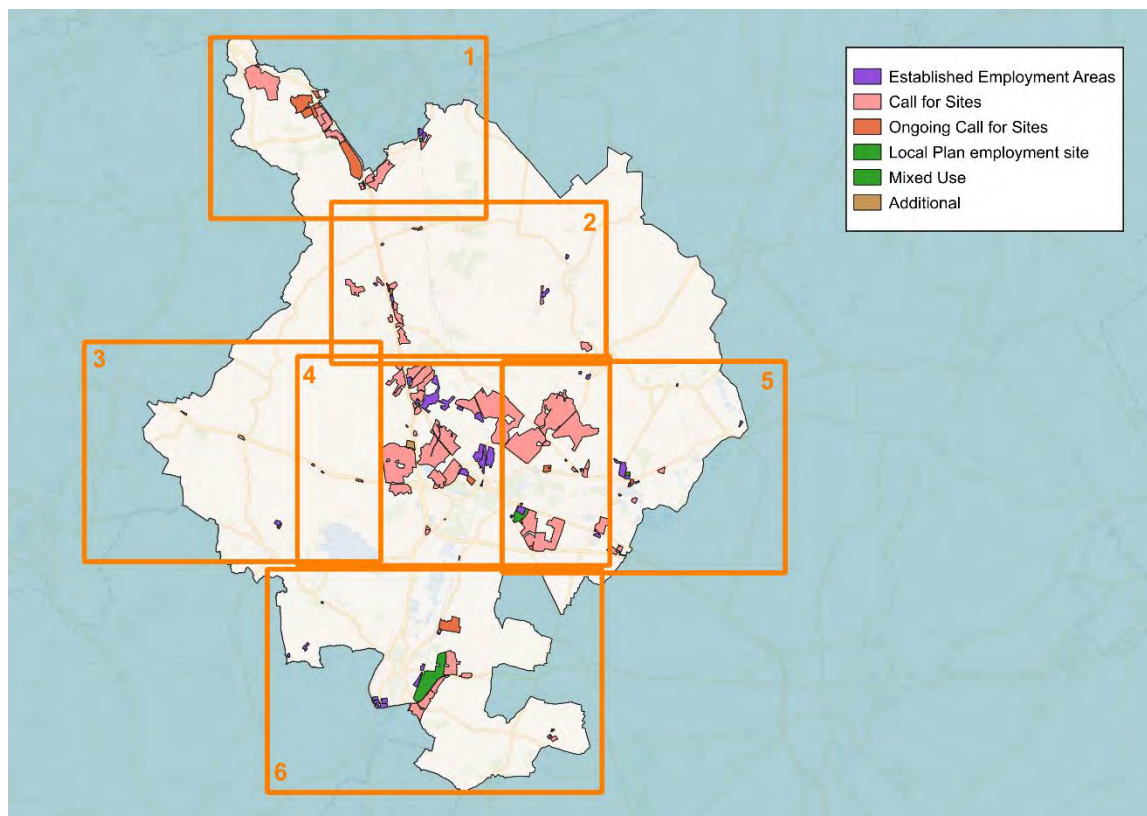 1
2
3
4
5
6
Established Employment Areas
Call for Sites
Ongoing Call for Sites
Local Plan employment site
Mixed Use
Additional